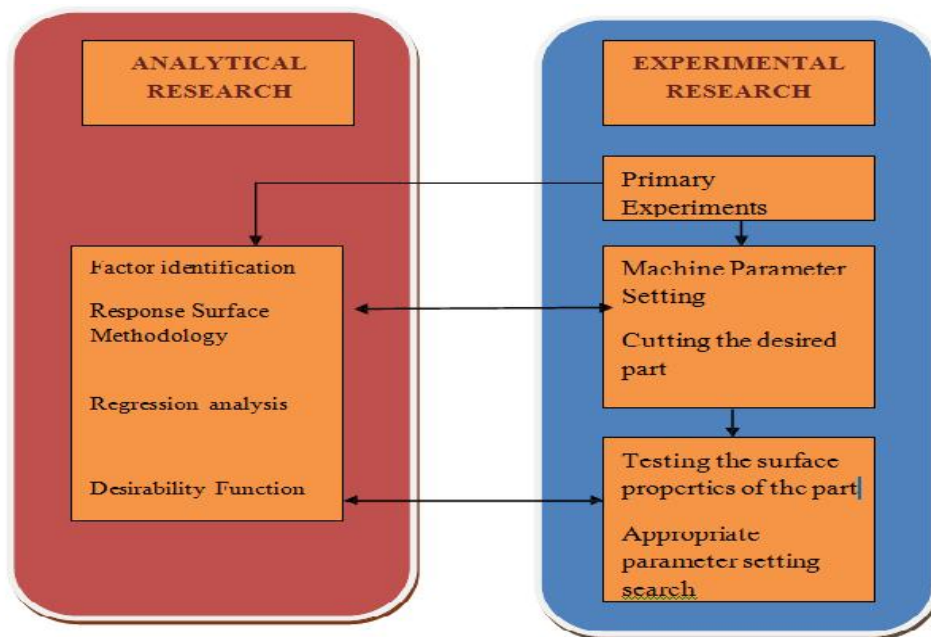 ANALYTICAL
RESEARCH
Factor identification
Response Surface
Methodology
Regression analysis
Desirability Function
EXPERIMENTAL
RESEARCH
Primary
Experiments
Machine Parameter
Setting
Cutting the desired
part
Testing the surface
properties of the part
Appropriate
parameter setting
search